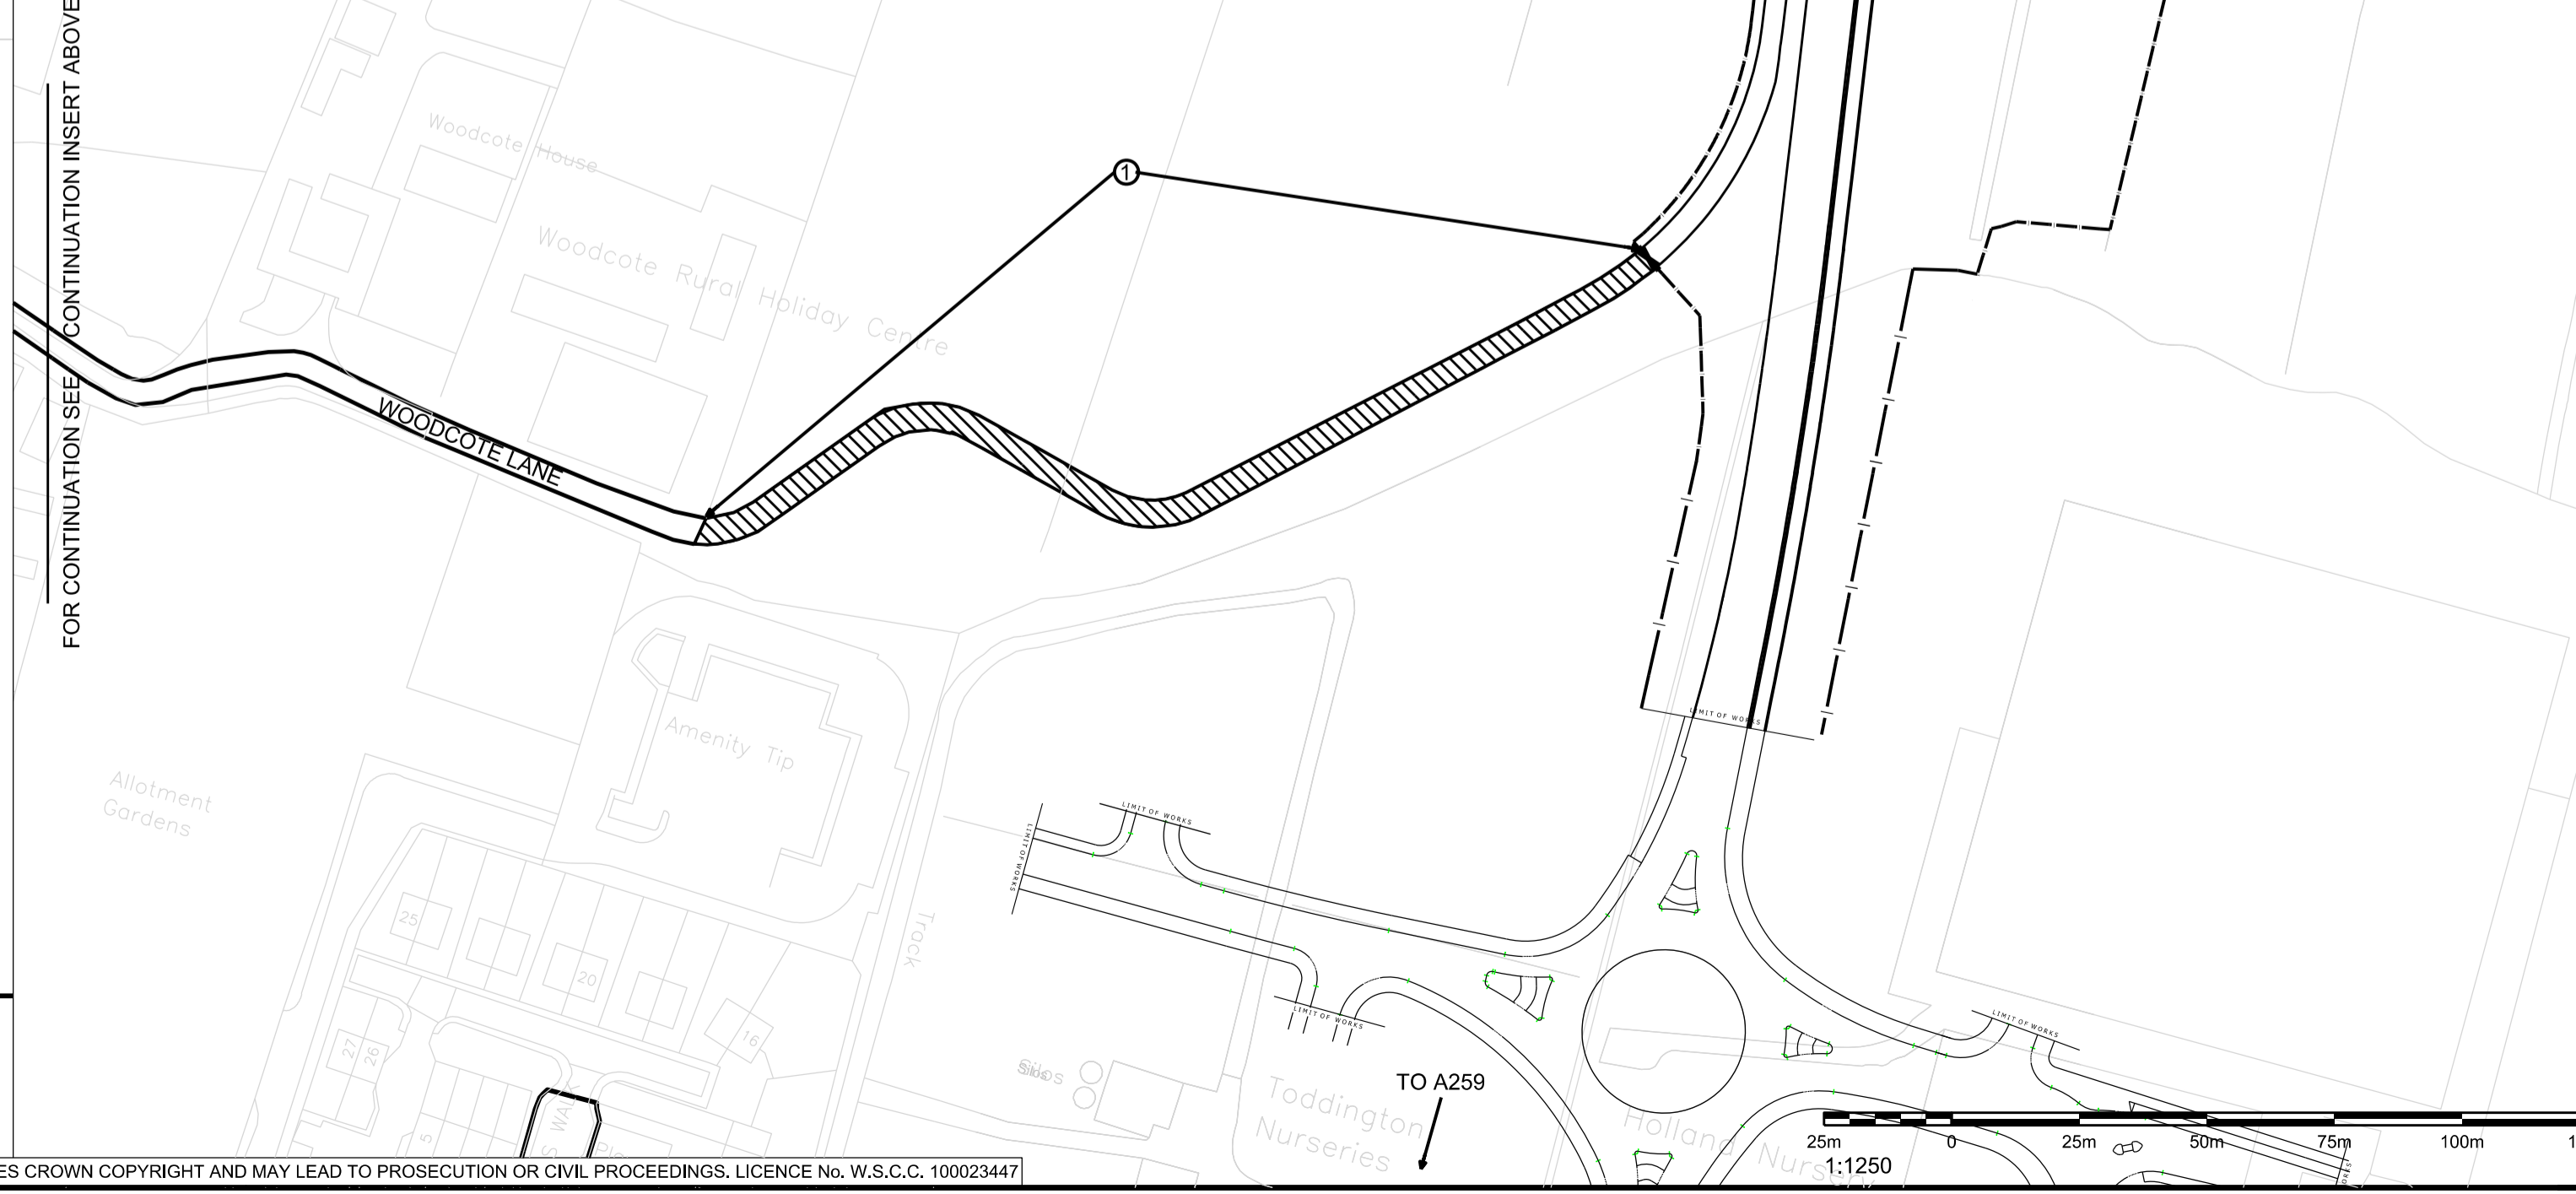 FOR CONTINUATION SEE CONTINUATION INSERT ABOVE
Woodcote House
1
Woodcote Rural Holiday Centre
WOODCOTE LANE
LIMIT OF WORKS
Amenity Tip
Allotment
Gardens
LIMIT OF WORKS
LIMIT OF WORKS
25
Track
20
LIMIT OF WORKS
LIMIT OF WORKS
16
27
26
Silos
TO A259
Toddington
Nurseries
5
S WALK
25m 0 25m 50m 75m 100m
1:1250
ES CROWN COPYRIGHT AND MAY LEAD TO PROSECUTION OR CIVIL PROCEEDINGS. LICENCE No. W.S.C.C. 100023447